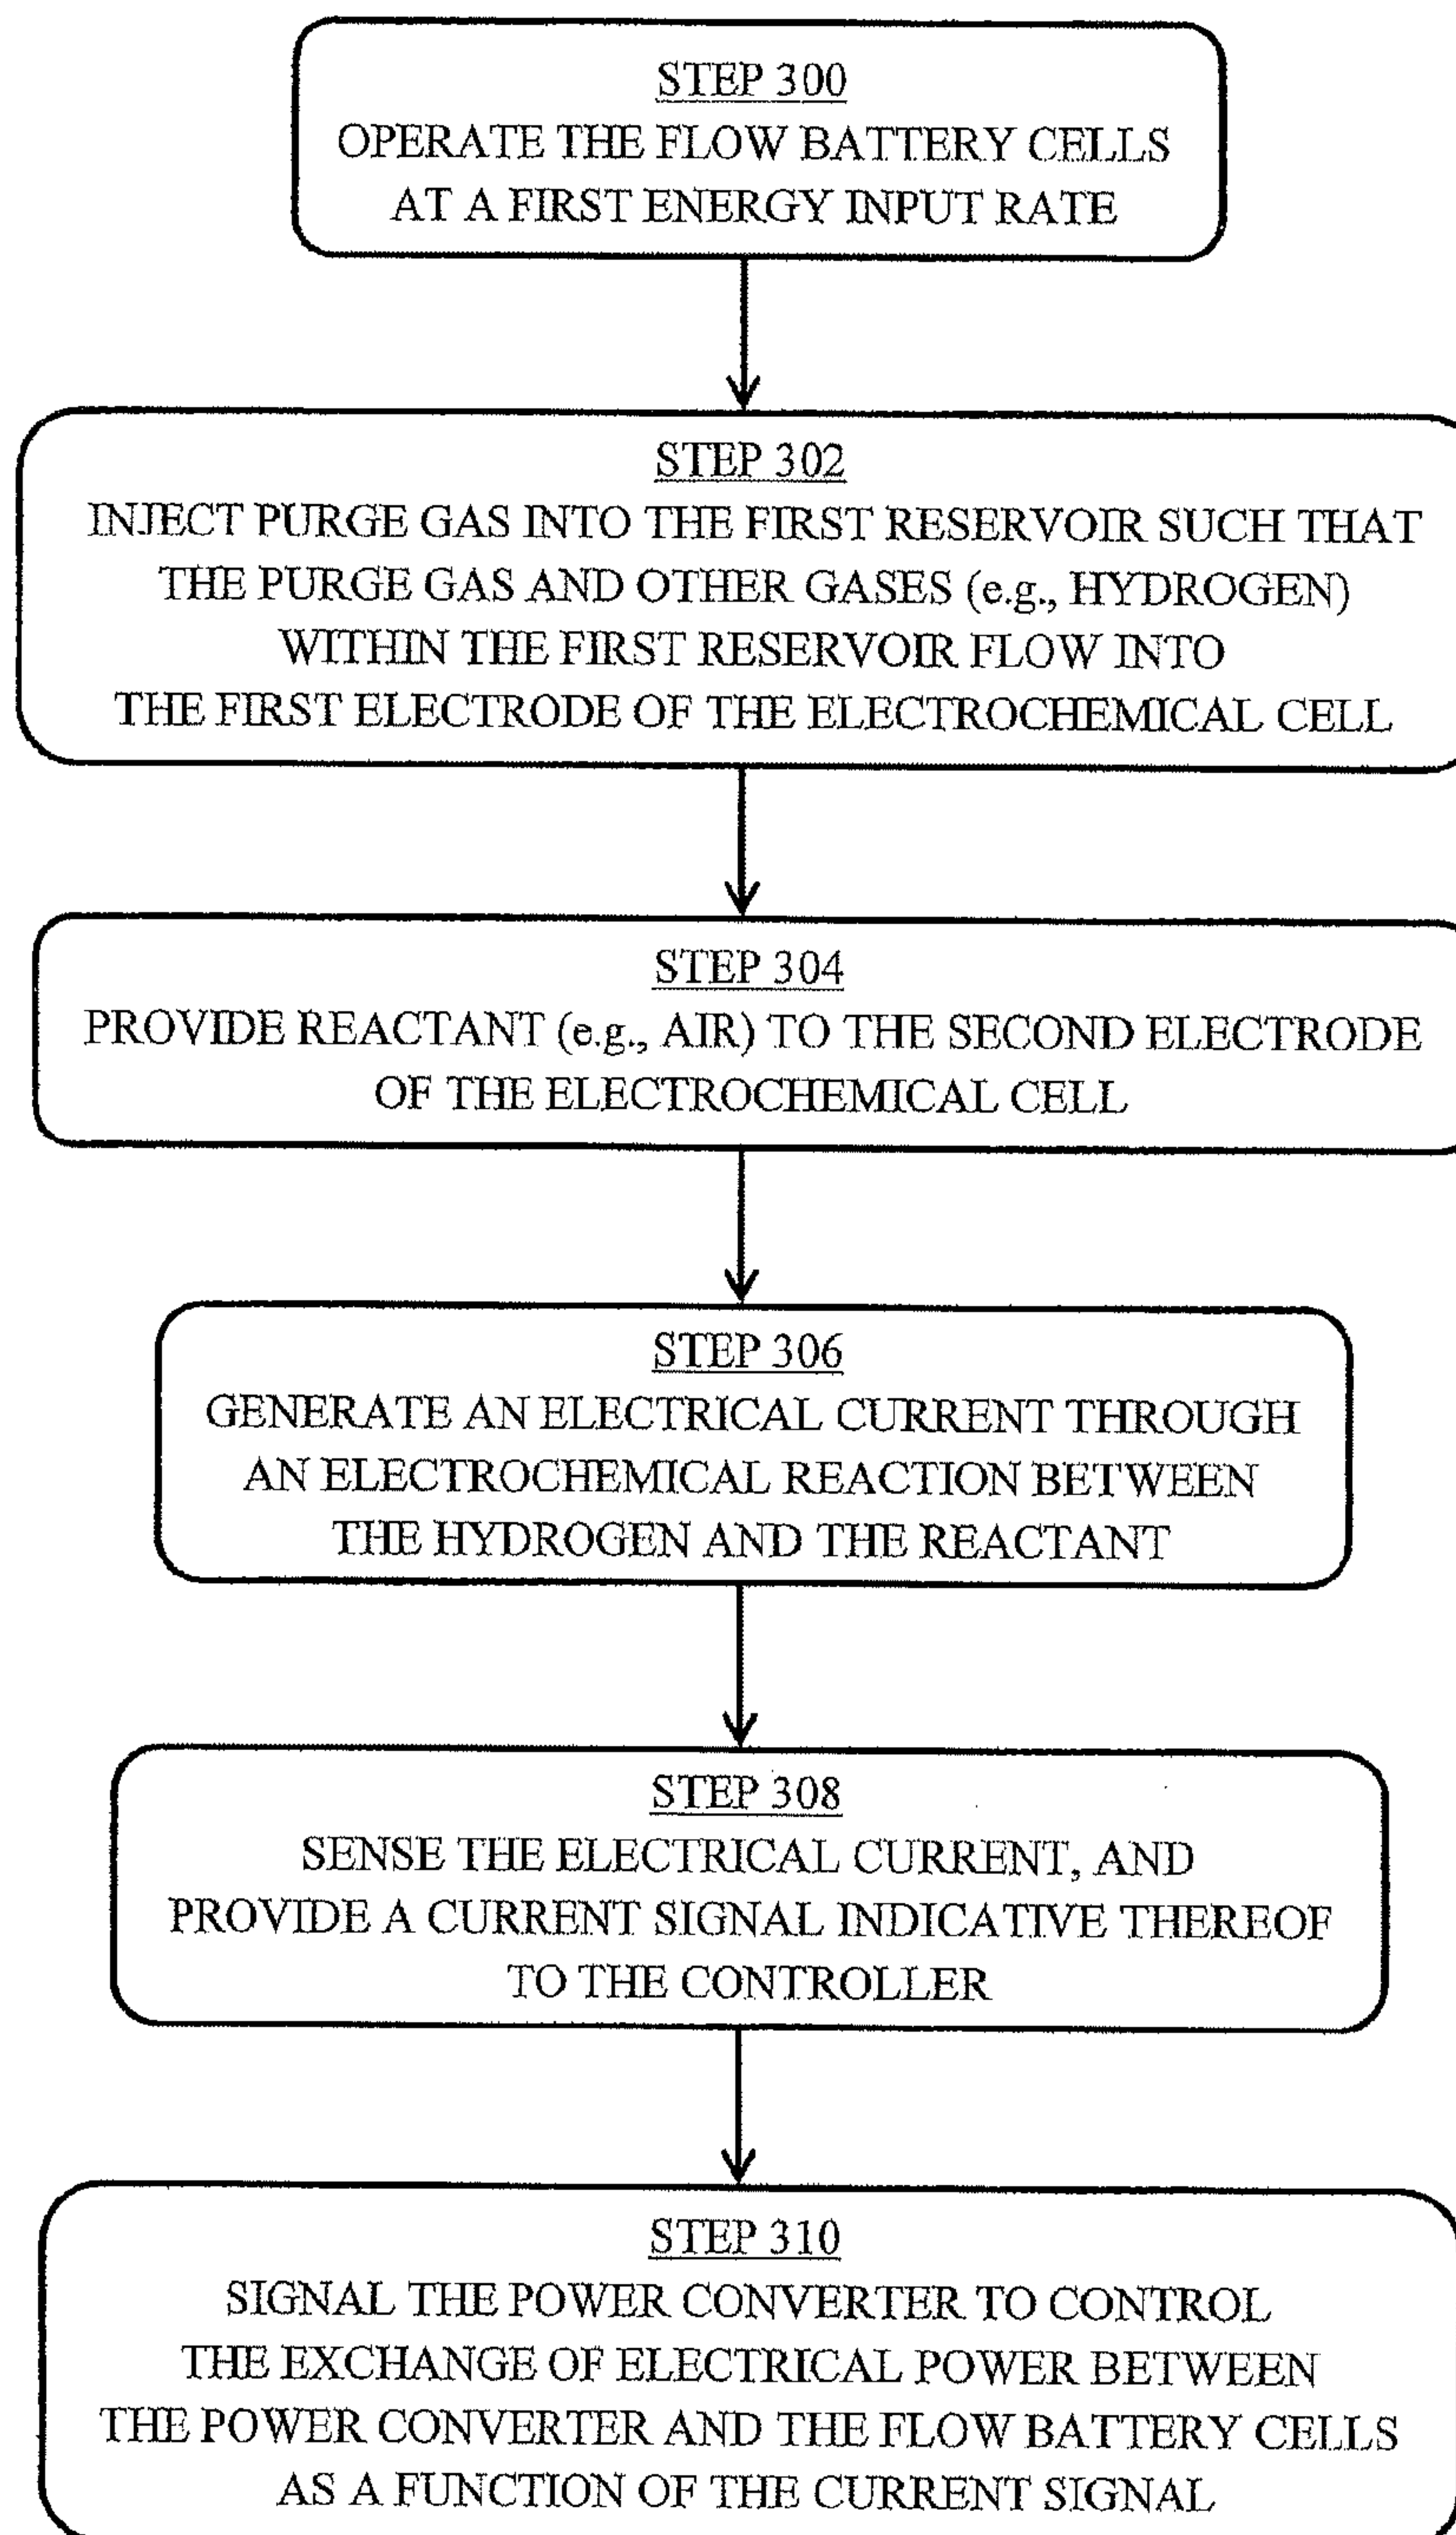 STEP 300
OPERATE THE FLOW BATTERY CELLS
AT A FIRST ENERGY INPUT RATE
STEP 302
INJECT PURGE GAS INTO THE FIRST RESERVOIR SUCH THAT
THE PURGE GAS AND OTHER GASES (e.g., HYDROGEN)
WITHIN THE FIRST RESERVOIR FLOW INTO
THE FIRST ELECTRODE OF THE ELECTROCHEMICAL CELL
STEP 304
PROVIDE REACTANT (e.g., AIR) TO THE SECOND ELECTRODE
OF THE ELECTROCHEMICAL CELL
STEP 306
GENERATE AN ELECTRICAL CURRENT THROUGH
AN ELECTROCHEMICAL REACTION BETWEEN
THE HYDROGEN AND THE REACTANT
STEP 308
SENSE THE ELECTRICAL CURRENT, AND
PROVIDE A CURRENT SIGNAL INDICATIVE THEREOF
TO THE CONTROLLER
STEP 310
SIGNAL THE POWER CONVERTER TO CONTROL
THE EXCHANGE OF ELECTRICAL POWER BETWEEN
THE POWER CONVERTER AND THE FLOW BATTERY CELLS
AS A FUNCTION OF THE CURRENT SIGNAL